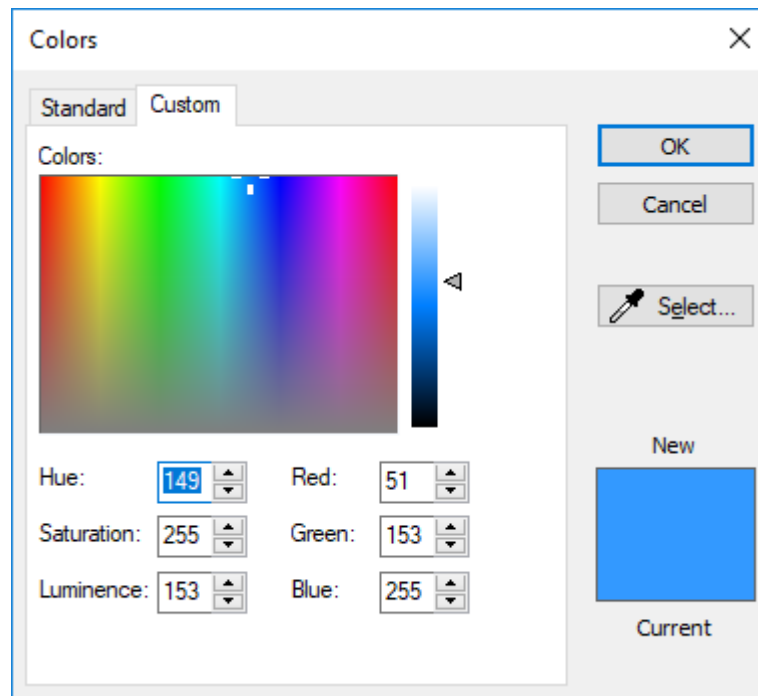 Colors
Standard Custom
Colors:
OK
Cancel
Select...
Hue: 149 Red: 51
Saturation: 255 Green: 153
Luminence: 153 Blue: 255
New
Current